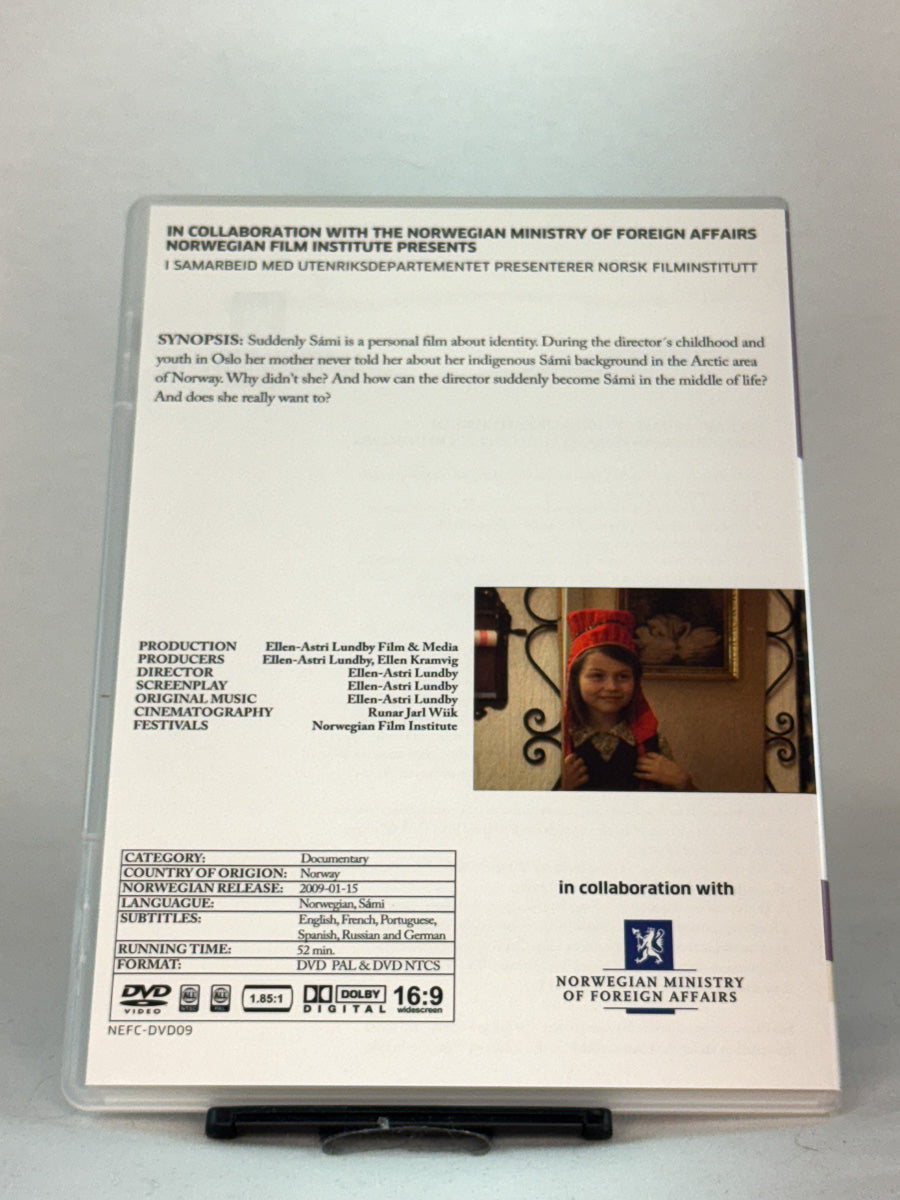 IN COLLABORATION WITH THE NORWEGIAN MINISTRY OF FOREIGN AFFAIRS
NORWEGIAN FILM INSTITUTE PRESENTS
I SAMARBEID MED UTENRIKSDEPARTEMENTET PRESENTERER NORSK FILMINSTITUTT
SYNOPSIS: Suddenly Sámi is a personal film about identity. During the director´s childhood and
youth in Oslo her mother never told her about her indigenous Sámi background in the Arctic area
of Norway. Why didn't she? And how can the director suddenly become Sámi in the middle of life?
And does she really want to?
PRODUCTION Ellen-Astri Lundby Film & Media
PRODUCERS Ellen-Astri Lundby, Ellen Kramvig
DIRECTOR Ellen-Astri Lundby
SCREENPLAY Ellen-Astri Lundby
ORIGINAL MUSIC Ellen-Astri Lundby
CINEMATOGRAPHY Runar Jarl Wiik
FESTIVALS Norwegian Film Institute
CATEGORY: Documentary
COUNTRY OF ORIGION: Norway
NORWEGIAN RELEASE: 2009-01-15
LANGUAGUE: Norwegian, Sámi
SUBTITLES: English, French, Portuguese,
Spanish, Russian and German
RUNNING TIME: 52 min.
FORMAT: DVD PAL & DVD NTCS
DVD VIDEO ALL NTSC ALL PAL 1.85:1 DOLBY DIGITAL 16:9 widescreen
NEFC-DVD09
in collaboration with
NORWEGIAN MINISTRY
OF FOREIGN AFFAIRS